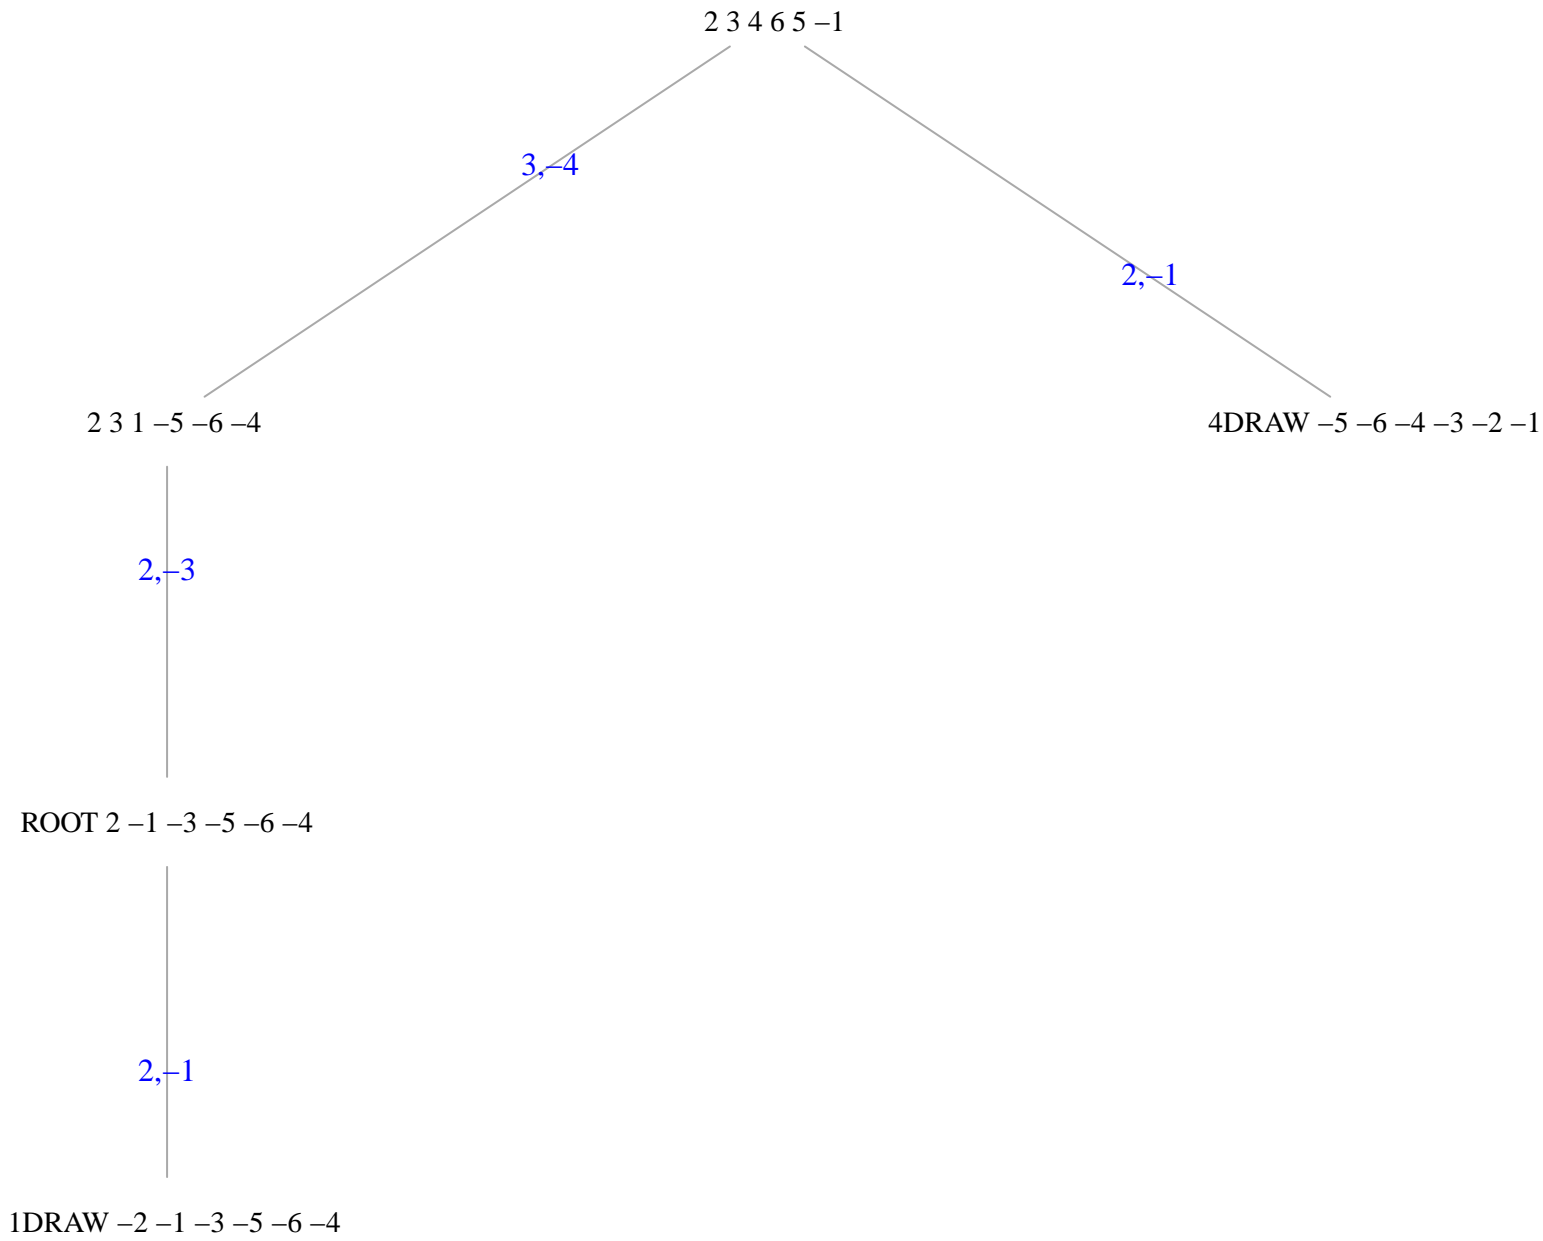 2 3 4 6 5 –1
3,–4
2,–1
2 3 1 –5 –6 –4
4DRAW –5 –6 –4 –3 –2 –1
2,–3
ROOT 2 –1 –3 –5 –6 –4
2,–1
1DRAW –2 –1 –3 –5 –6 –4